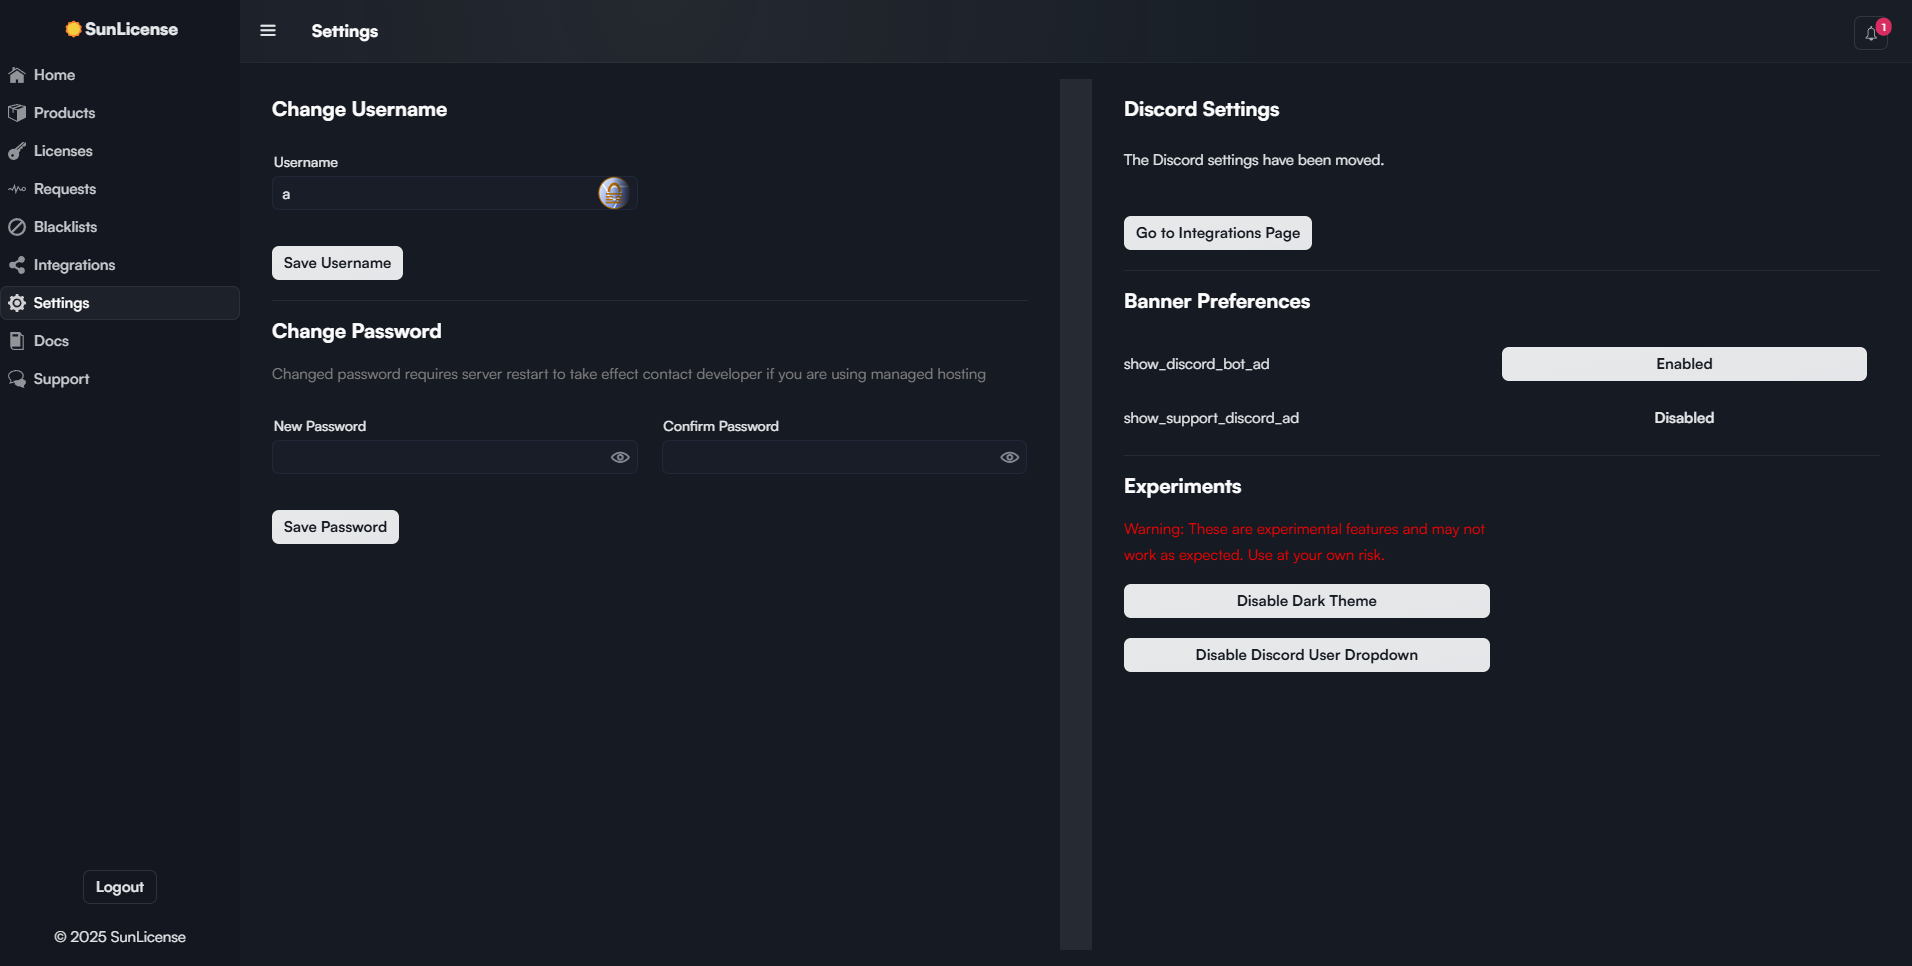 SunLicense
Home
Products
Licenses
Requests
Blacklists
Integrations
Settings
Docs
Support
Logout
© 2025 SunLicense
Settings
1
Change Username
Username
a
Save Username
Change Password
Changed password requires server restart to take effect contact developer if you are using managed hosting
New Password
Confirm Password
Save Password
Discord Settings
The Discord settings have been moved.
Go to Integrations Page
Banner Preferences
show_discord_bot_ad
Enabled
show_support_discord_ad
Disabled
Experiments
Warning: These are experimental features and may not
work as expected. Use at your own risk.
Disable Dark Theme
Disable Discord User Dropdown